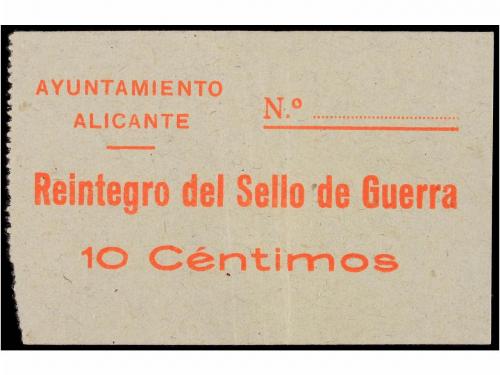 AYUNTAMIENTO
ALICANTE
N.º
Reintegro del Sello de Guerra
10 Céntimos